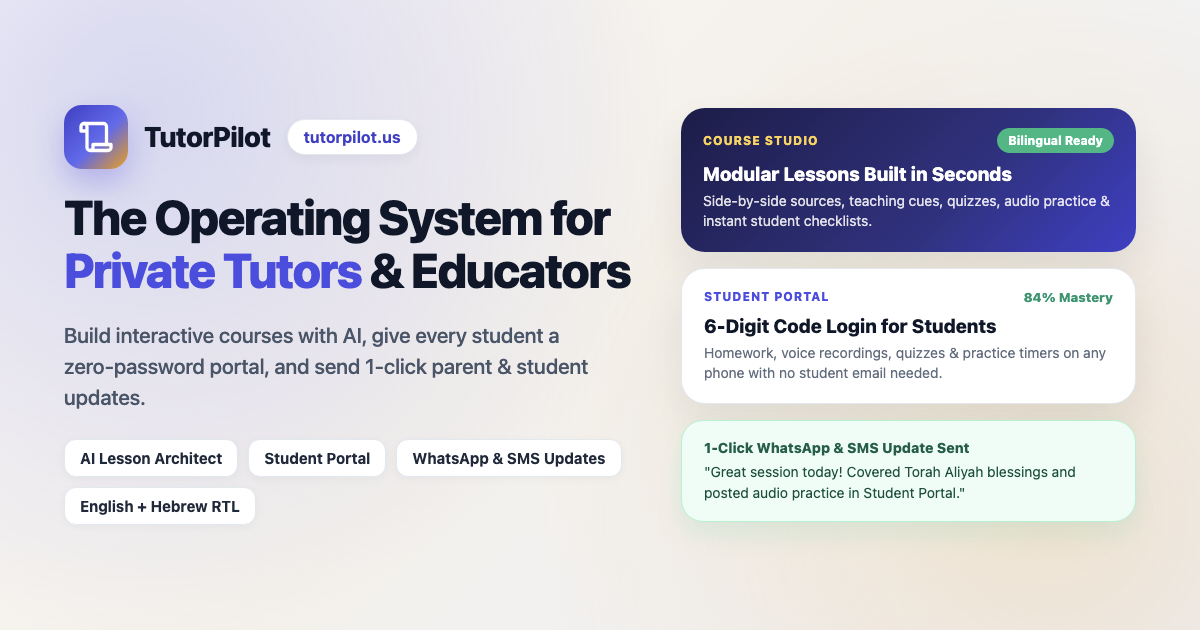 TutorPilot
tutorpilot.us
The Operating System for
Private Tutors & Educators
Build interactive courses with AI, give every student a
zero-password portal, and send 1-click parent & student
updates.
AI Lesson Architect
Student Portal
WhatsApp & SMS Updates
English + Hebrew RTL
COURSE STUDIO
Bilingual Ready
Modular Lessons Built in Seconds
Side-by-side sources, teaching cues, quizzes, audio practice &
instant student checklists.
STUDENT PORTAL
84% Mastery
6-Digit Code Login for Students
Homework, voice recordings, quizzes & practice timers on any
phone with no student email needed.
1-Click WhatsApp & SMS Update Sent
"Great session today! Covered Torah Aliyah blessings and
posted audio practice in Student Portal."